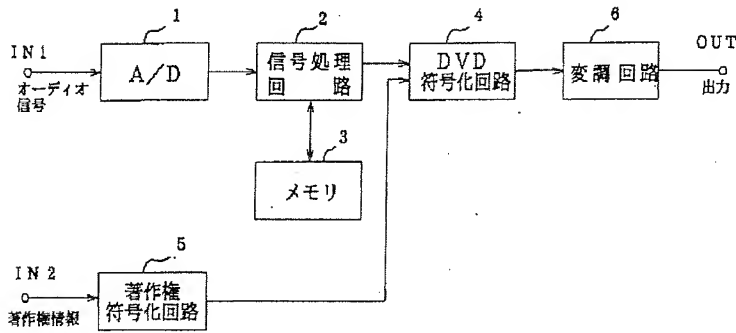 1
IN1
オーディオ
信号
A/D
2
信号処理
回路
3
メモリ
4
DVD
符号化回路
6
変調回路
OUT
出力
5
IN2
著作権情報
著作権
符号化回路